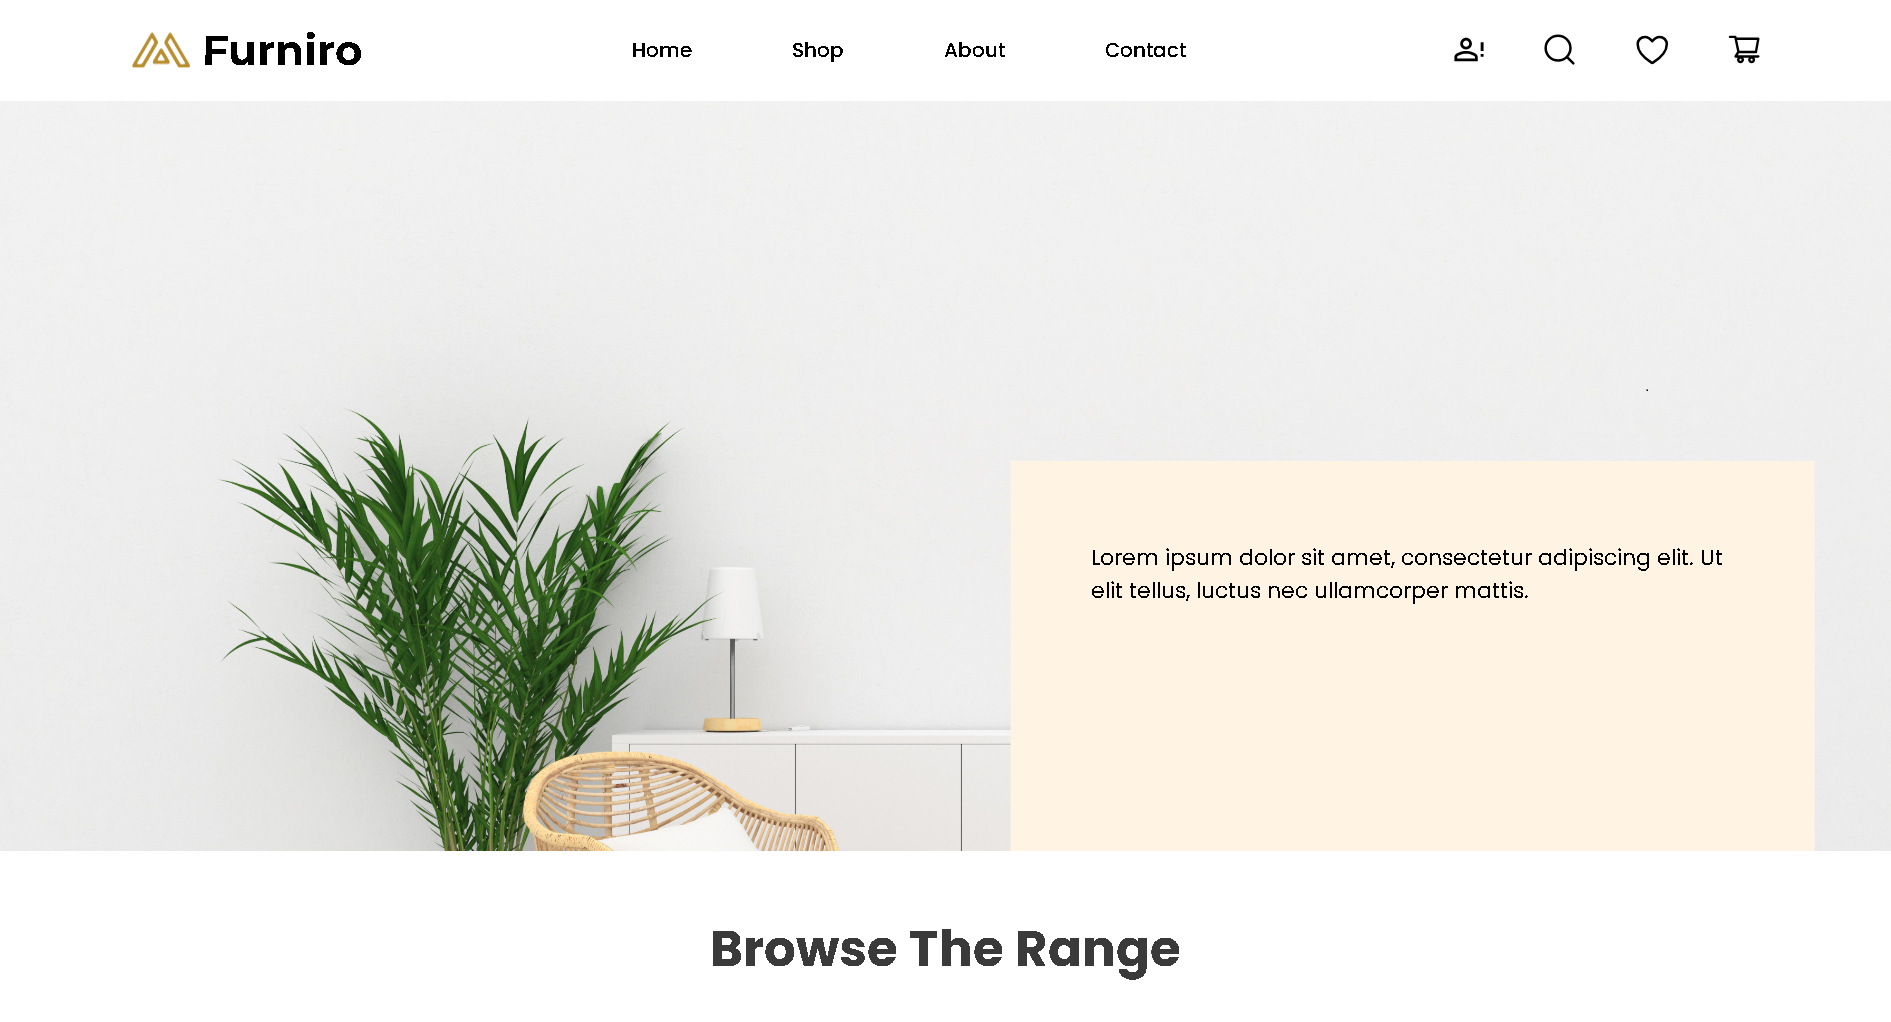 Furniro
Home
Shop
About
Contact
Lorem ipsum dolor sit amet, consectetur adipiscing elit. Ut
elit tellus, luctus nec ullamcorper mattis.
Browse The Range